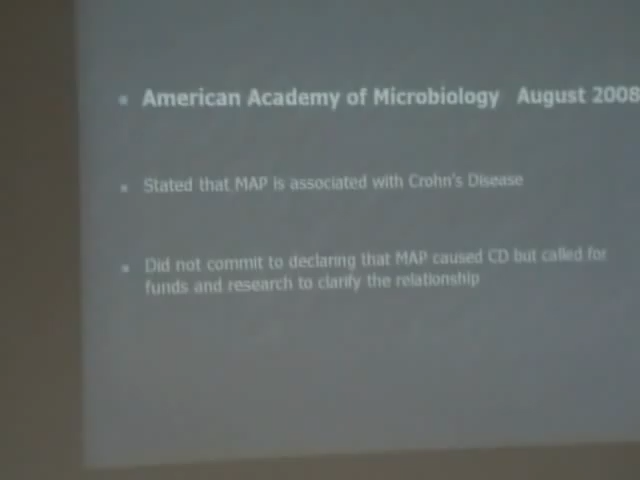 American Academy of Microbiology August 2008
Stated that MAP is associated with Crohn's Disease
Did not commit to declaring that MAP caused CD but called for
funds and research to clarify the relationship